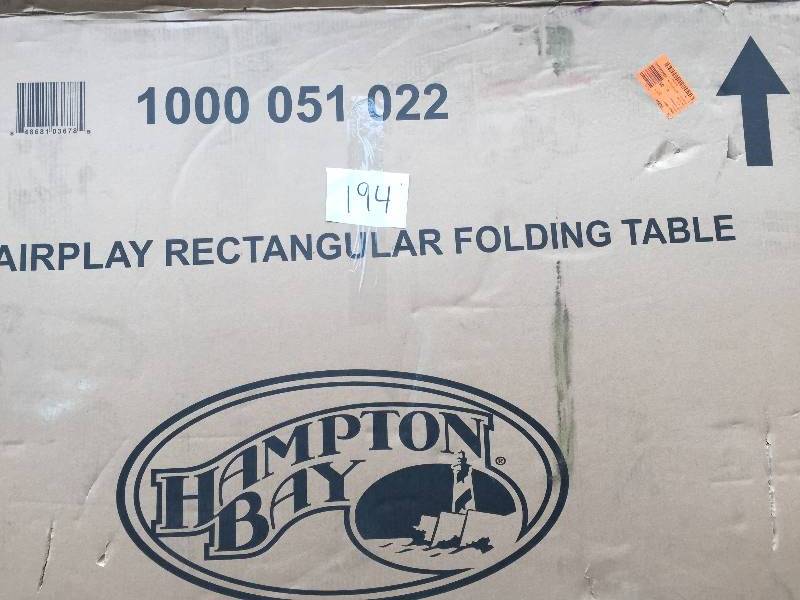 1000 051 022
194
AIRPLAY RECTANGULAR FOLDING TABLE
HAMPTON
BAY
®